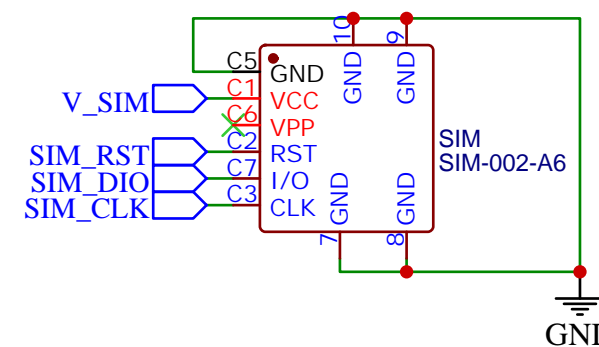 10
9
C5
GND
GND
GND
V_SIM
C1
VCC
C6
VPP
SIM
SIM-002-A6
SIM_RST
C2
RST
SIM_DIO
C7
I/O
SIM_CLK
C3
CLK
GND
GND
7
8
GND